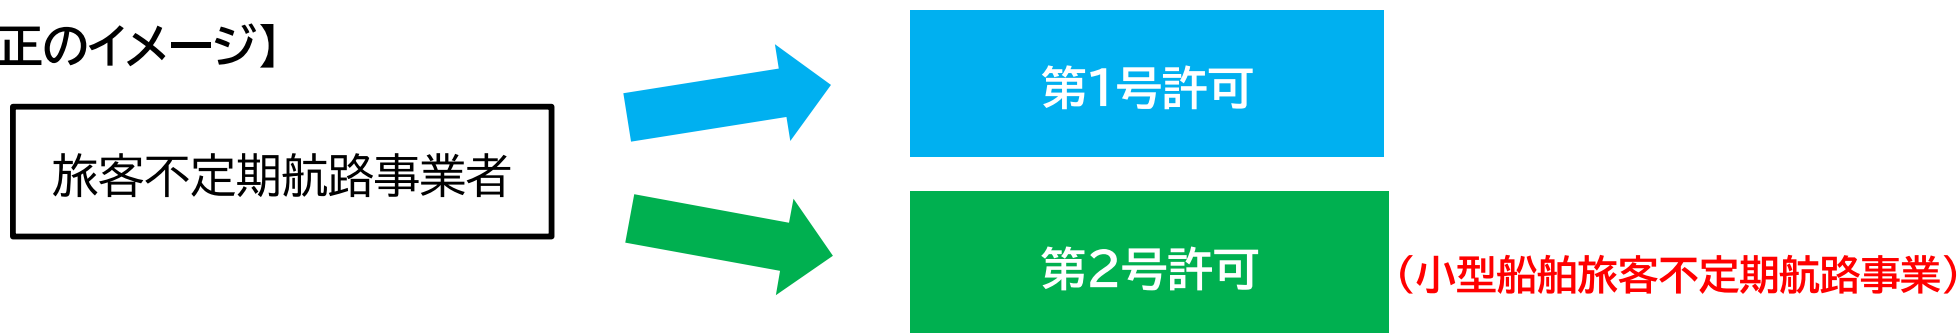 正のイメージ】
旅客不定期航路事業者
第1号許可
第2号許可
(小型船舶旅客不定期航路事業)